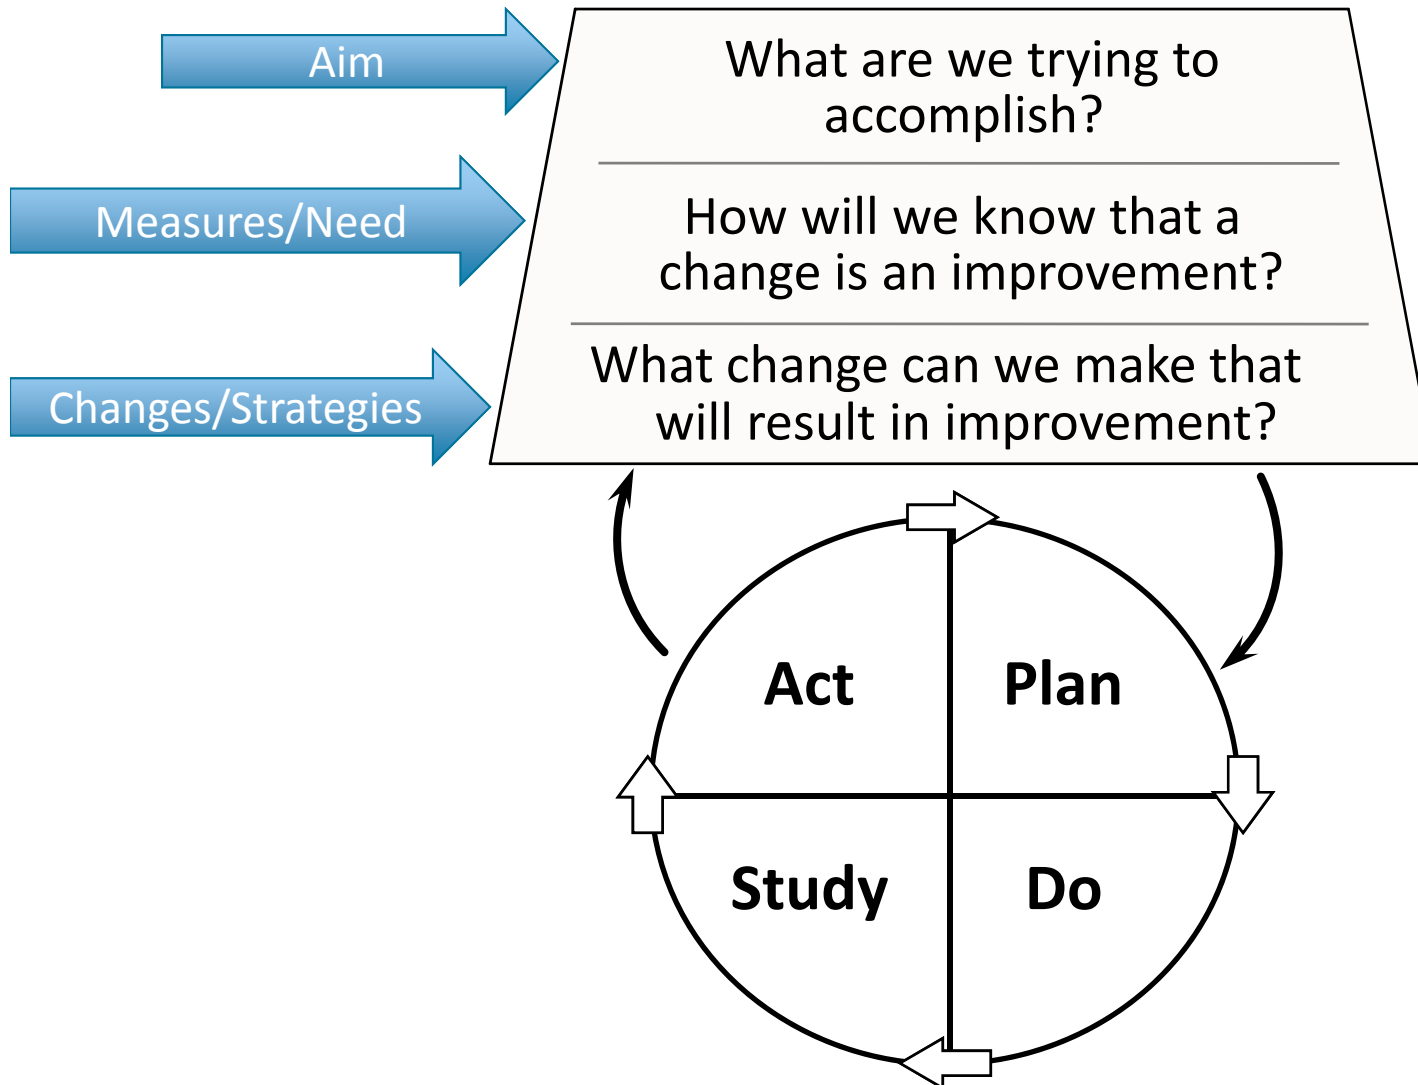 Aim
What are we trying to
accomplish?
Measures/Need
How will we know that a
change is an improvement?
Changes/Strategies
What change can we make that
will result in improvement?
Act
Plan
Study
Do